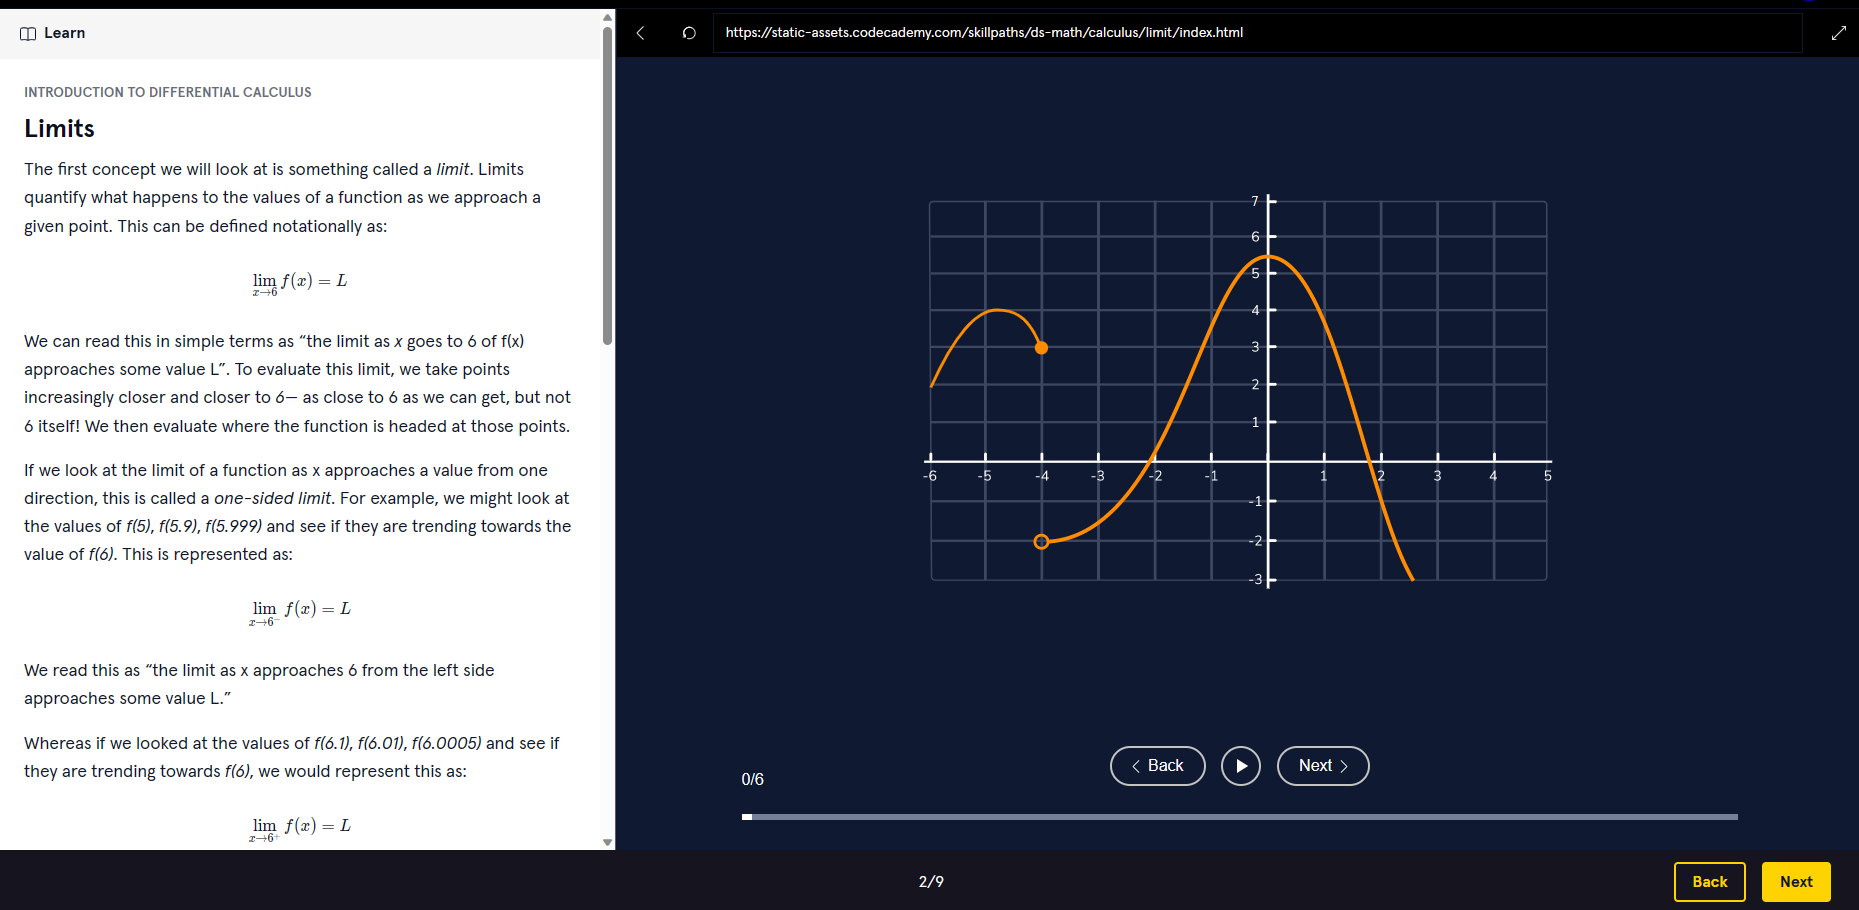 Learn
INTRODUCTION TO DIFFERENTIAL CALCULUS
Limits
The first concept we will look at is something called a limit. Limits
quantify what happens to the values of a function as we approach a
given point. This can be defined notationally as:
lim f(x) = L
x→6
We can read this in simple terms as “the limit as x goes to 6 of f(x)
approaches some value L”. To evaluate this limit, we take points
increasingly closer and closer to 6— as close to 6 as we can get, but not
6 itself! We then evaluate where the function is headed at those points.
If we look at the limit of a function as x approaches a value from one
direction, this is called a one-sided limit. For example, we might look at
the values of f(5), f(5.9), f(5.999) and see if they are trending towards the
value of f(6). This is represented as:
lim f(x) = L
x→6⁻
We read this as “the limit as x approaches 6 from the left side
approaches some value L.”
Whereas if we looked at the values of f(6.1), f(6.01), f(6.0005) and see if
they are trending towards f(6), we would represent this as:
lim f(x) = L
x→6⁺
https://static-assets.codecademy.com/skillpaths/ds-math/calculus/limit/index.html
7
6
5
4
3
2
1
-6 -5 -4 -3 -2 -1 1 2 3 4 5
-1
-2
-3
Back
Next
0/6
2/9
Back
Next